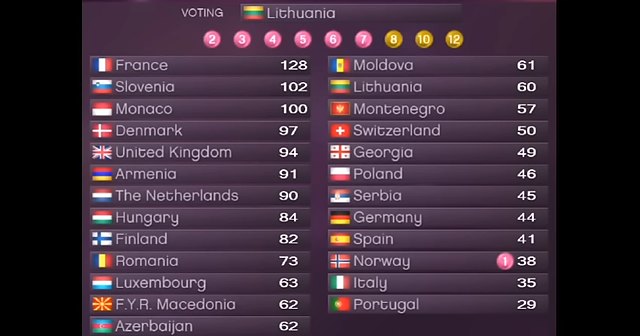 VOTING Lithuania
2 3 4 5 6 7 8 10 12
France 128
Slovenia 102
Monaco 100
Denmark 97
United Kingdom 94
Armenia 91
The Netherlands 90
Hungary 84
Finland 82
Romania 73
Luxembourg 63
F.Y.R. Macedonia 62
Azerbaijan 62
Moldova 61
Lithuania 60
Montenegro 57
Switzerland 50
Georgia 49
Poland 46
Serbia 45
Germany 44
Spain 41
Norway 1 38
Italy 35
Portugal 29